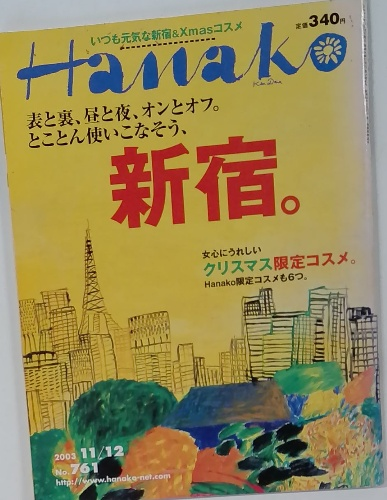 いつも元気な新宿&Xmasコスメ
定価340円
Hanako
表と裏、昼と夜、オンとオフ。
とことん使いこなそう、
新宿。
女心にうれしい
クリスマス限定コスメ。
Hanako限定コスメも6つ。
2003 11/12
No.761
http://www.hanako-net.com